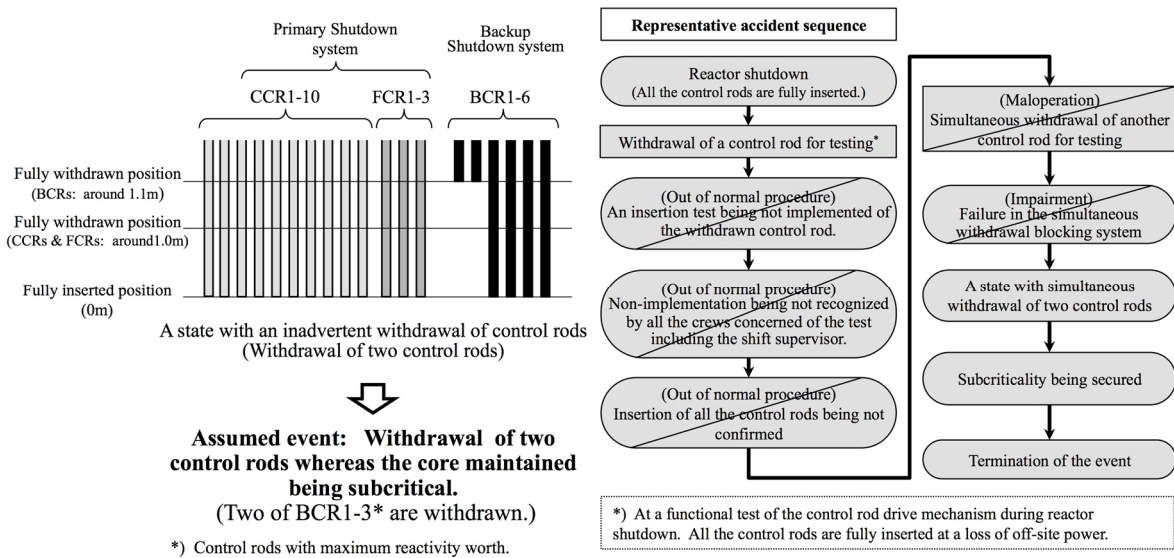 Primary Shutdown
system
Backup
Shutdown system
CCR1-10
FCR1-3
BCR1-6
Fully withdrawn position
(BCRs: around 1.1m)
Fully withdrawn position
(CCRs & FCRs: around1.0m)
Fully inserted position
(0m)
A state with an inadvertent withdrawal of control rods
(Withdrawal of two control rods)
Assumed event: Withdrawal of two
control rods whereas the core maintained
being subcritical.
(Two of BCR1-3* are withdrawn.)
*) Control rods with maximum reactivity worth.
Representative accident sequence
Reactor shutdown
(All the control rods are fully inserted.)
Withdrawal of a control rod for testing*
(Out of normal procedure)
An insertion test being not implemented of
the withdrawn control rod.
(Out of normal procedure)
Non-implementation being not recognized
by all the crews concerned of the test
including the shift supervisor.
(Out of normal procedure)
Insertion of all the control rods being not
confirmed
(Maloperation)
Simultaneous withdrawal of another
control rod for testing
(Impairment)
Failure in the simultaneous
withdrawal blocking system
A state with simultaneous
withdrawal of two control rods
Subcriticality being secured
Termination of the event
*) At a functional test of the control rod drive mechanism during reactor
shutdown. All the control rods are fully inserted at a loss of off-site power.